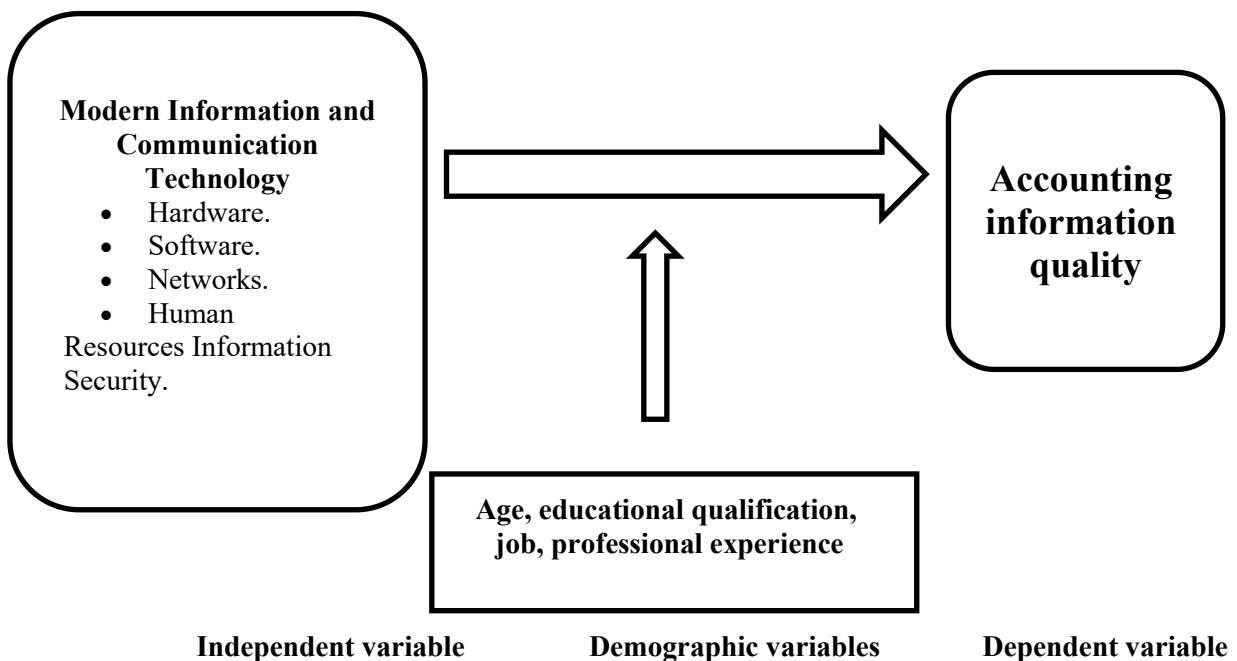 Modern Information and
Communication
Technology
• Hardware.
• Software.
• Networks.
• Human
Resources Information
Security.
Accounting
information
quality
Age, educational qualification,
job, professional experience
Independent variable Demographic variables Dependent variable